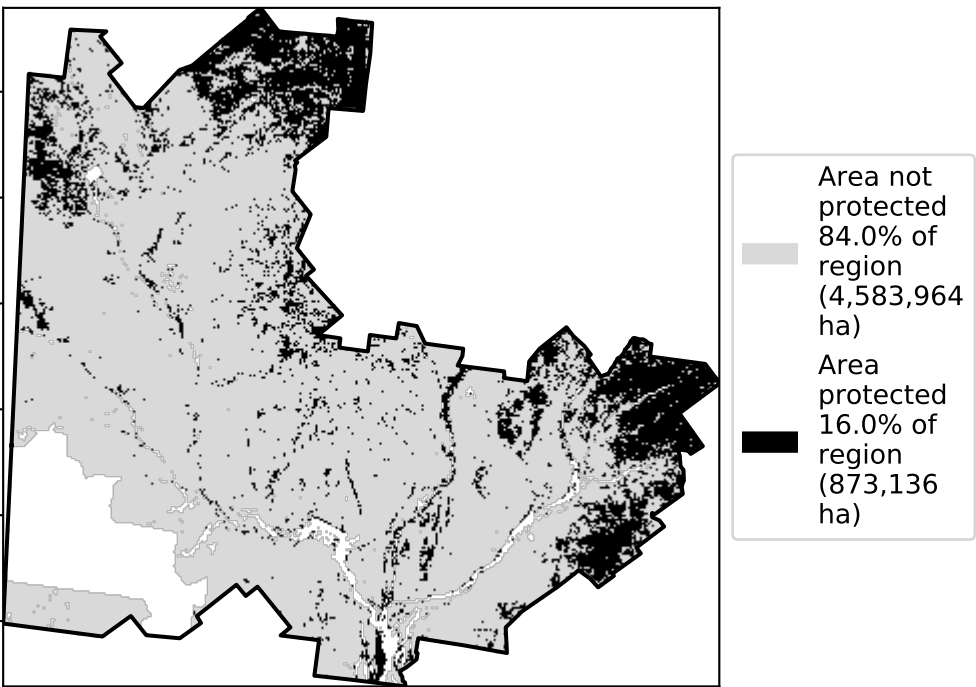 Area not
protected
84.0% of
region
(4,583,964
ha)
Area
protected
16.0% of
region
(873,136
ha)